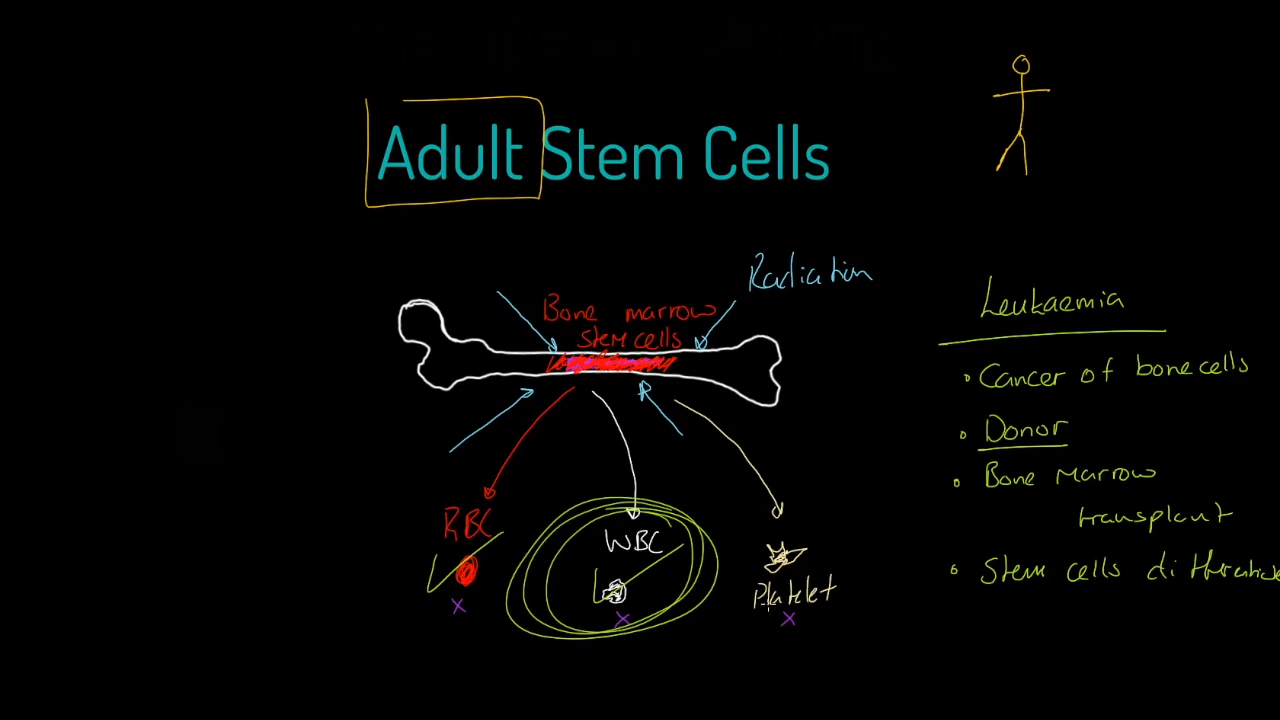 Adult Stem Cells
Radiation
Bone marrow
stem cells
RBC
WBC
Platelet
Leukaemia
• Cancer of bone cells
• Donor
• Bone marrow
transplant
• Stem cells differentiate